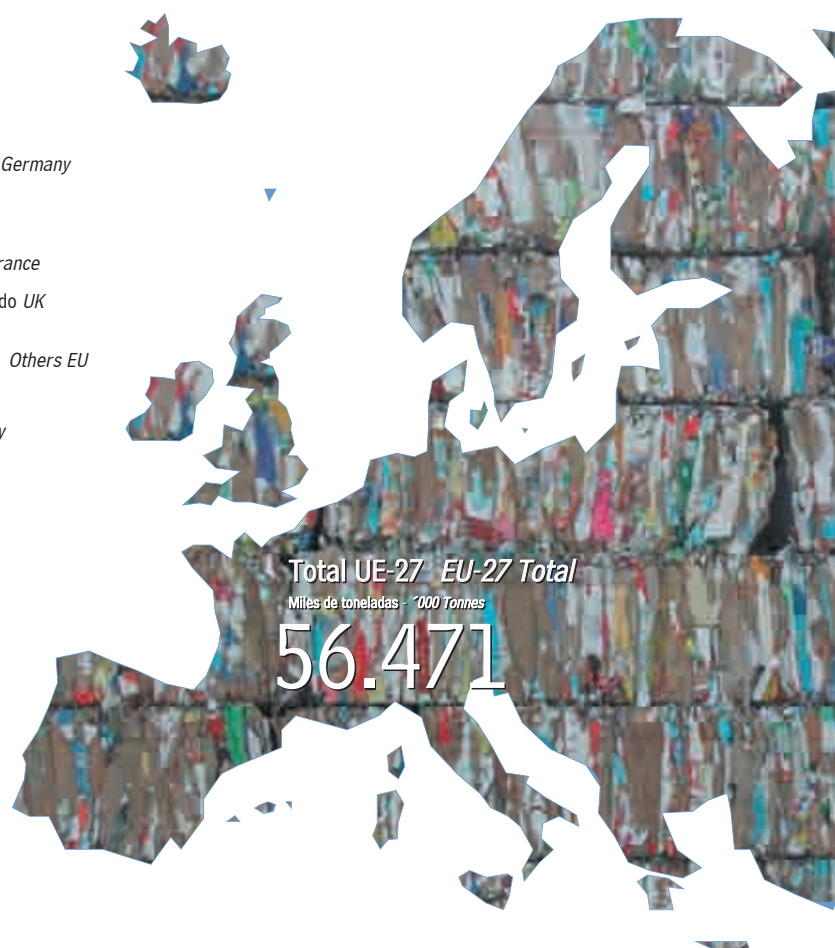 Germany
rance
do UK
Others EU
y
Total UE-27 EU-27 Total
Miles de toneladas - ´000 Tonnes
56.471